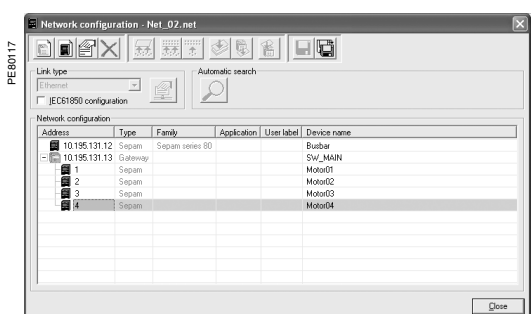 Network configuration - Net_02.net
PE80117
Link type
Automatic search
Ethernet
IEC61850 configuration
Network configuration
Address Type Family Application User label Device name
10.195.131.12 Sepam Sepam series 80 Busbar
10.195.131.13 Gateway SW_MAIN
1 Sepam Motor01
2 Sepam Motor02
3 Sepam Motor03
4 Sepam Motor04
Close